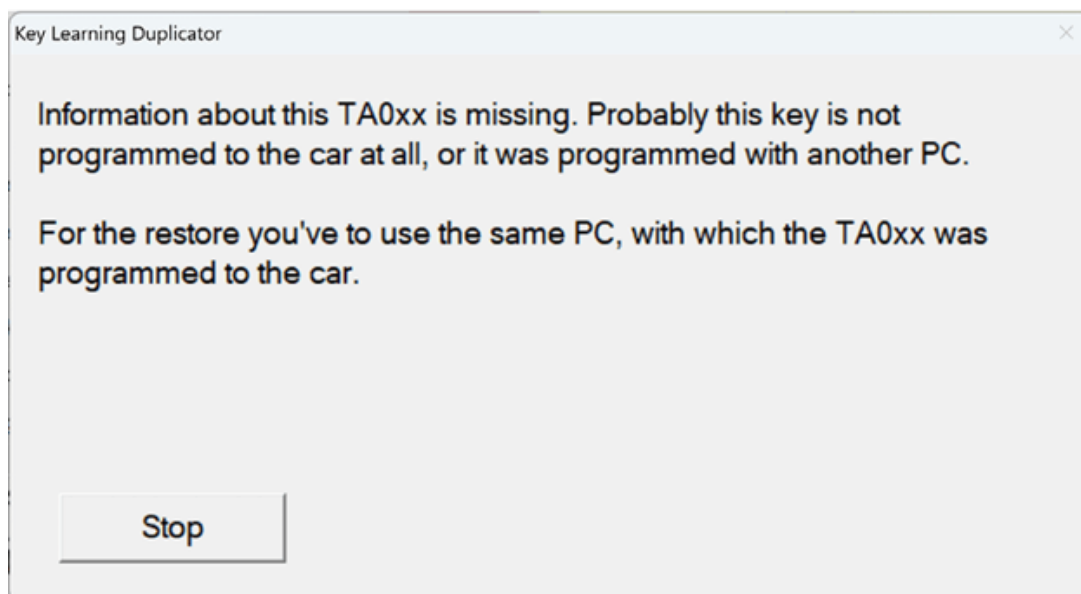 Key Learning Duplicator
Information about this TA0xx is missing. Probably this key is not
programmed to the car at all, or it was programmed with another PC.
For the restore you've to use the same PC, with which the TA0xx was
programmed to the car.
Stop